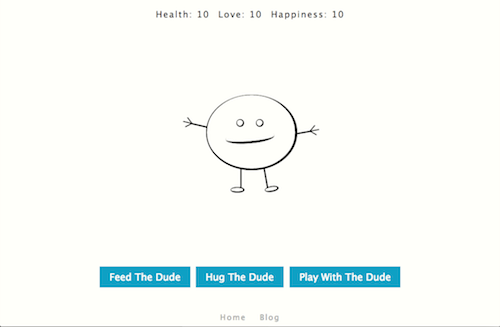 Health: 10 Love: 10 Happiness: 10
Feed The Dude Hug The Dude Play With The Dude
Home Blog